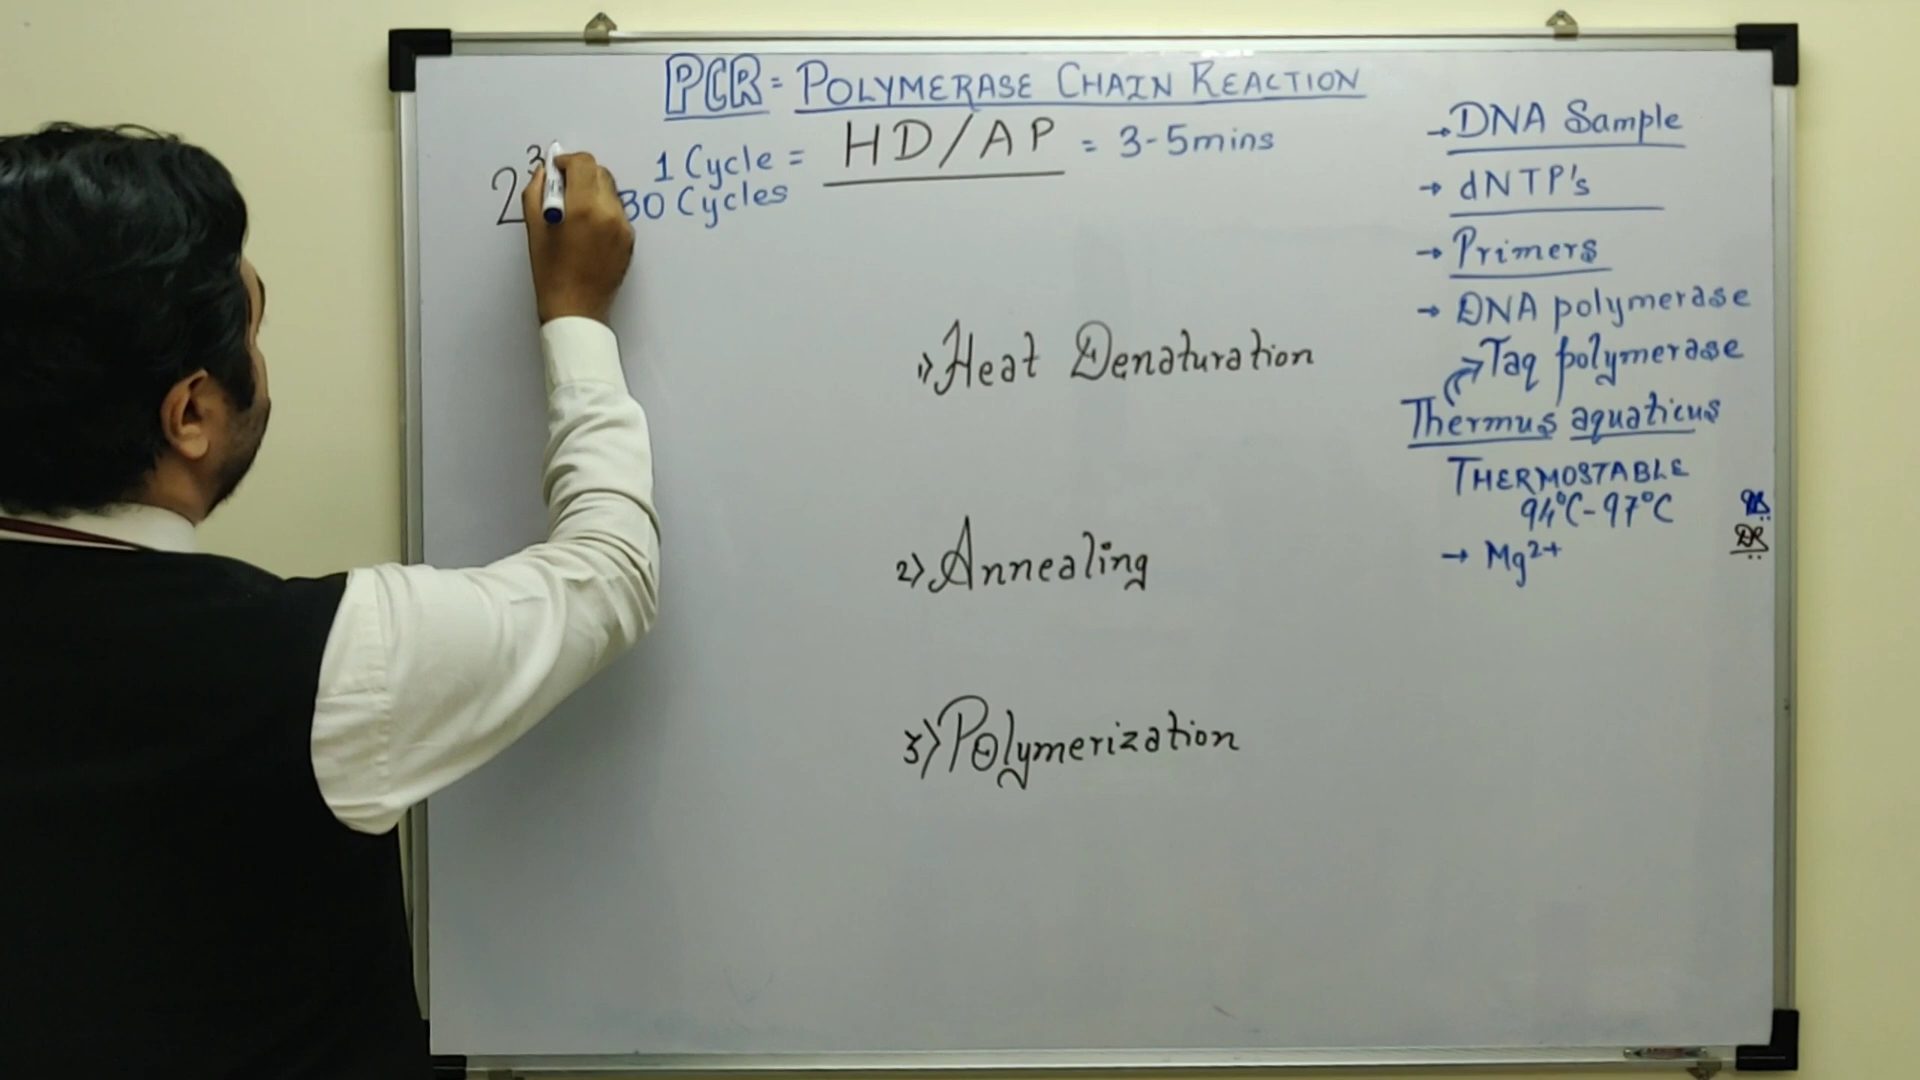 PCR = POLYMERASE CHAIN REACTION
1 Cycle = HD/AP = 3-5mins
30 Cycles
2³
1) Heat Denaturation
2) Annealing
3) Polymerization
→ DNA Sample
→ dNTP's
→ Primers
→ DNA polymerase
→ Taq polymerase
Thermus aquaticus
THERMOSTABLE
94°C-97°C
→ Mg²⁺